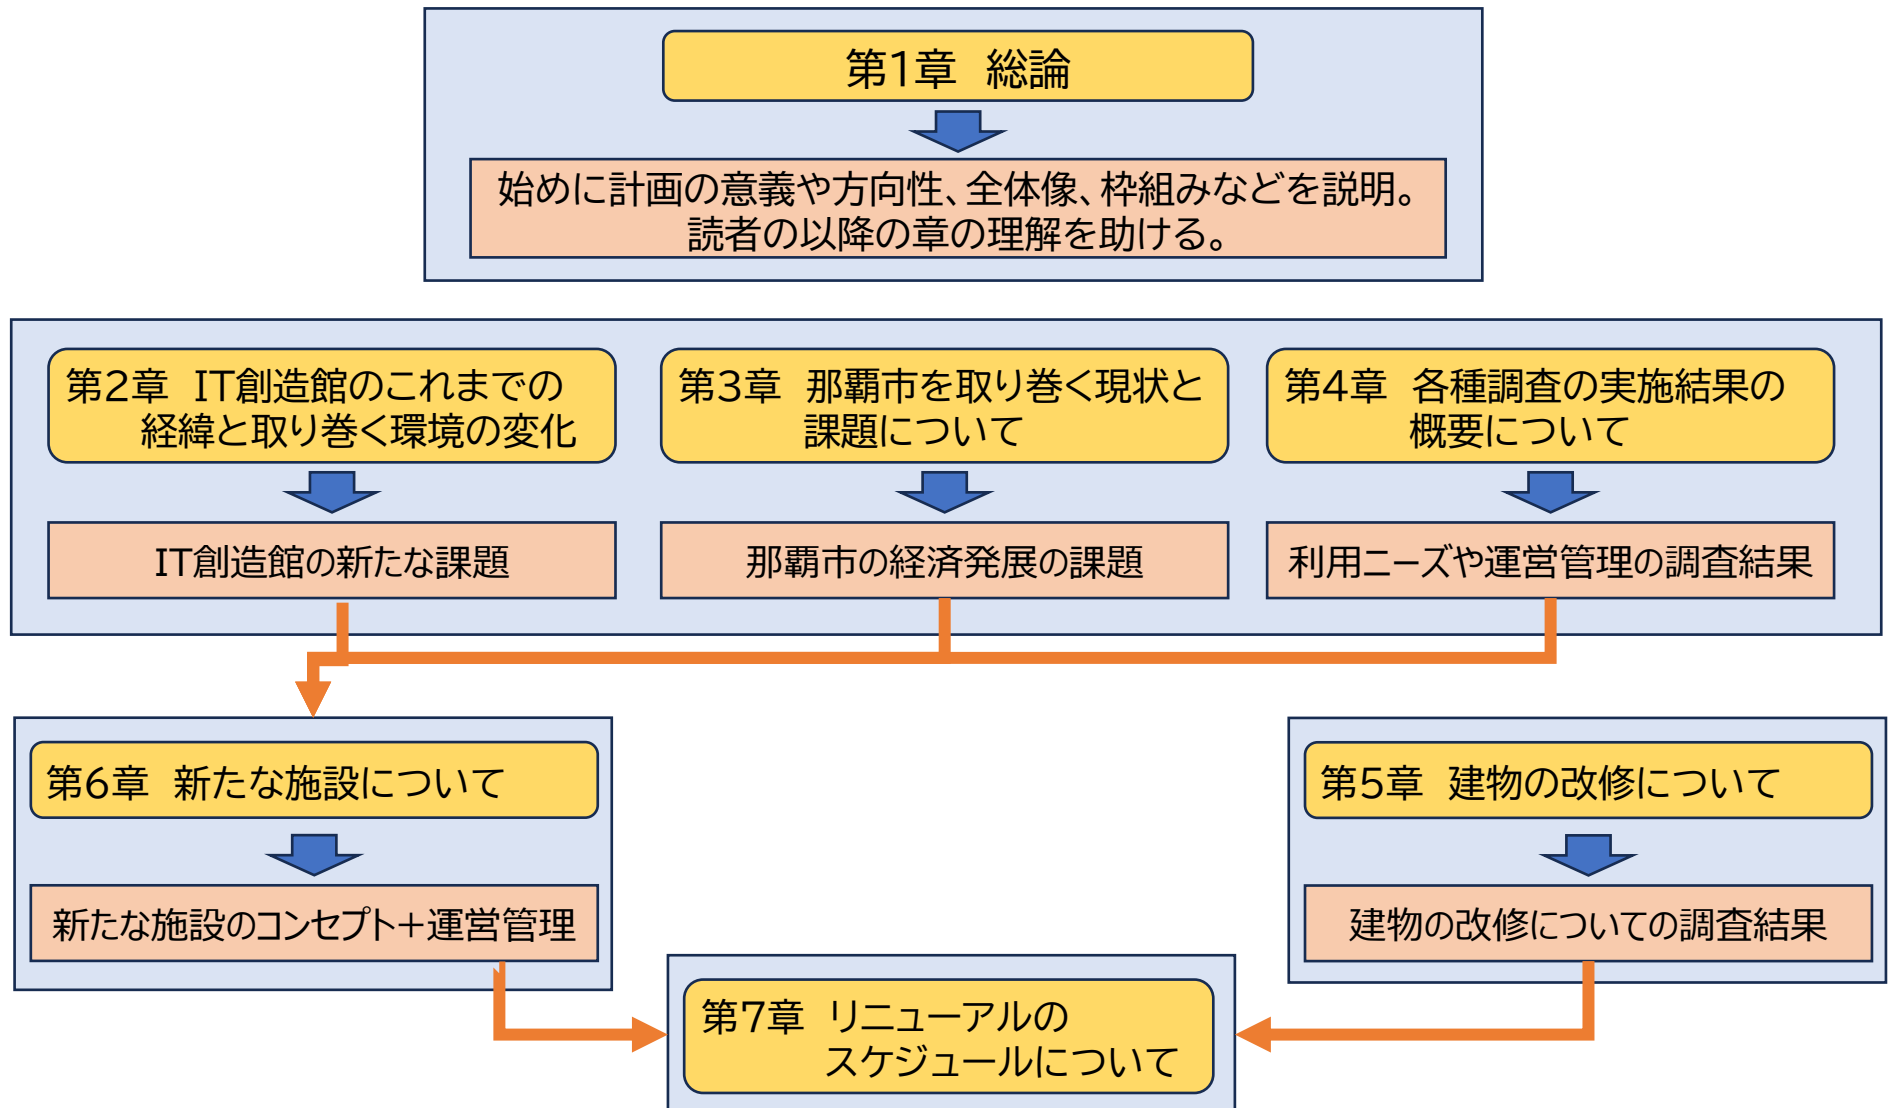 第1章　総論
始めに計画の意義や方向性、全体像、枠組みなどを説明。
読者の以降の章の理解を助ける。
第2章　IT創造館のこれまでの
経緯と取り巻く環境の変化
IT創造館の新たな課題
第3章　那覇市を取り巻く現状と
課題について
那覇市の経済発展の課題
第4章　各種調査の実施結果の
概要について
利用ニーズや運営管理の調査結果
第6章　新たな施設について
新たな施設のコンセプト＋運営管理
第5章　建物の改修について
建物の改修についての調査結果
第7章　リニューアルの
スケジュールについて